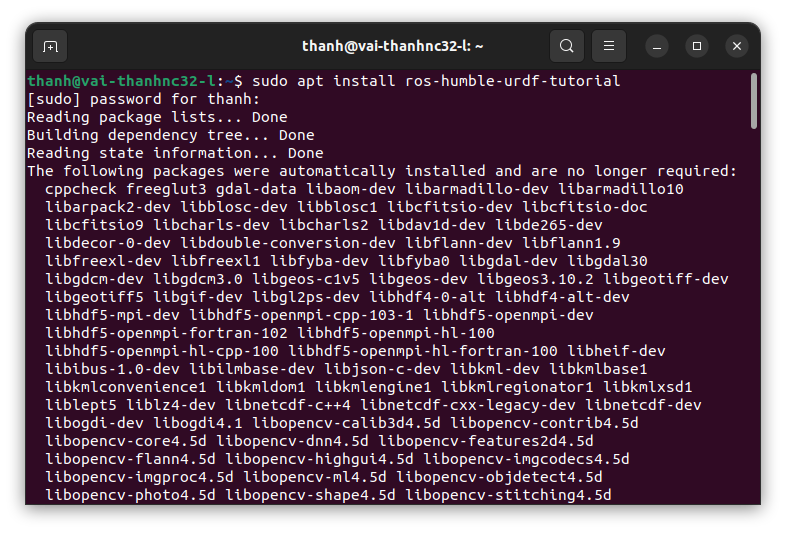 thanh@vai-thanhnc32-l: ~
thanh@vai-thanhnc32-l:~$ sudo apt install ros-humble-urdf-tutorial
[sudo] password for thanh:
Reading package lists... Done
Building dependency tree... Done
Reading state information... Done
The following packages were automatically installed and are no longer required:
  cppcheck freeglut3 gdal-data libaom-dev libarmadillo-dev libarmadillo10
  libarpack2-dev libblosc-dev libblosc1 libcfitsio-dev libcfitsio-doc
  libcfitsio9 libcharls-dev libcharls2 libdav1d-dev libde265-dev
  libdecor-0-dev libdouble-conversion-dev libflann-dev libflann1.9
  libfreexl-dev libfreexl1 libfyba-dev libfyba0 libgdal-dev libgdal30
  libgdcm-dev libgdcm3.0 libgeos-c1v5 libgeos-dev libgeos3.10.2 libgeotiff-dev
  libgeotiff5 libgif-dev libgl2ps-dev libhdf4-0-alt libhdf4-alt-dev
  libhdf5-mpi-dev libhdf5-openmpi-cpp-103-1 libhdf5-openmpi-dev
  libhdf5-openmpi-fortran-102 libhdf5-openmpi-hl-100
  libhdf5-openmpi-hl-cpp-100 libhdf5-openmpi-hl-fortran-100 libheif-dev
  libibus-1.0-dev libilmbase-dev libjson-c-dev libkml-dev libkmlbase1
  libkmlconvenience1 libkmldom1 libkmlengine1 libkmlregionator1 libkmlxsd1
  liblept5 liblz4-dev libnetcdf-c++4 libnetcdf-cxx-legacy-dev libnetcdf-dev
  libogdi-dev libogdi4.1 libopencv-calib3d4.5d libopencv-contrib4.5d
  libopencv-core4.5d libopencv-dnn4.5d libopencv-features2d4.5d
  libopencv-flann4.5d libopencv-highgui4.5d libopencv-imgcodecs4.5d
  libopencv-imgproc4.5d libopencv-ml4.5d libopencv-objdetect4.5d
  libopencv-photo4.5d libopencv-shape4.5d libopencv-stitching4.5d